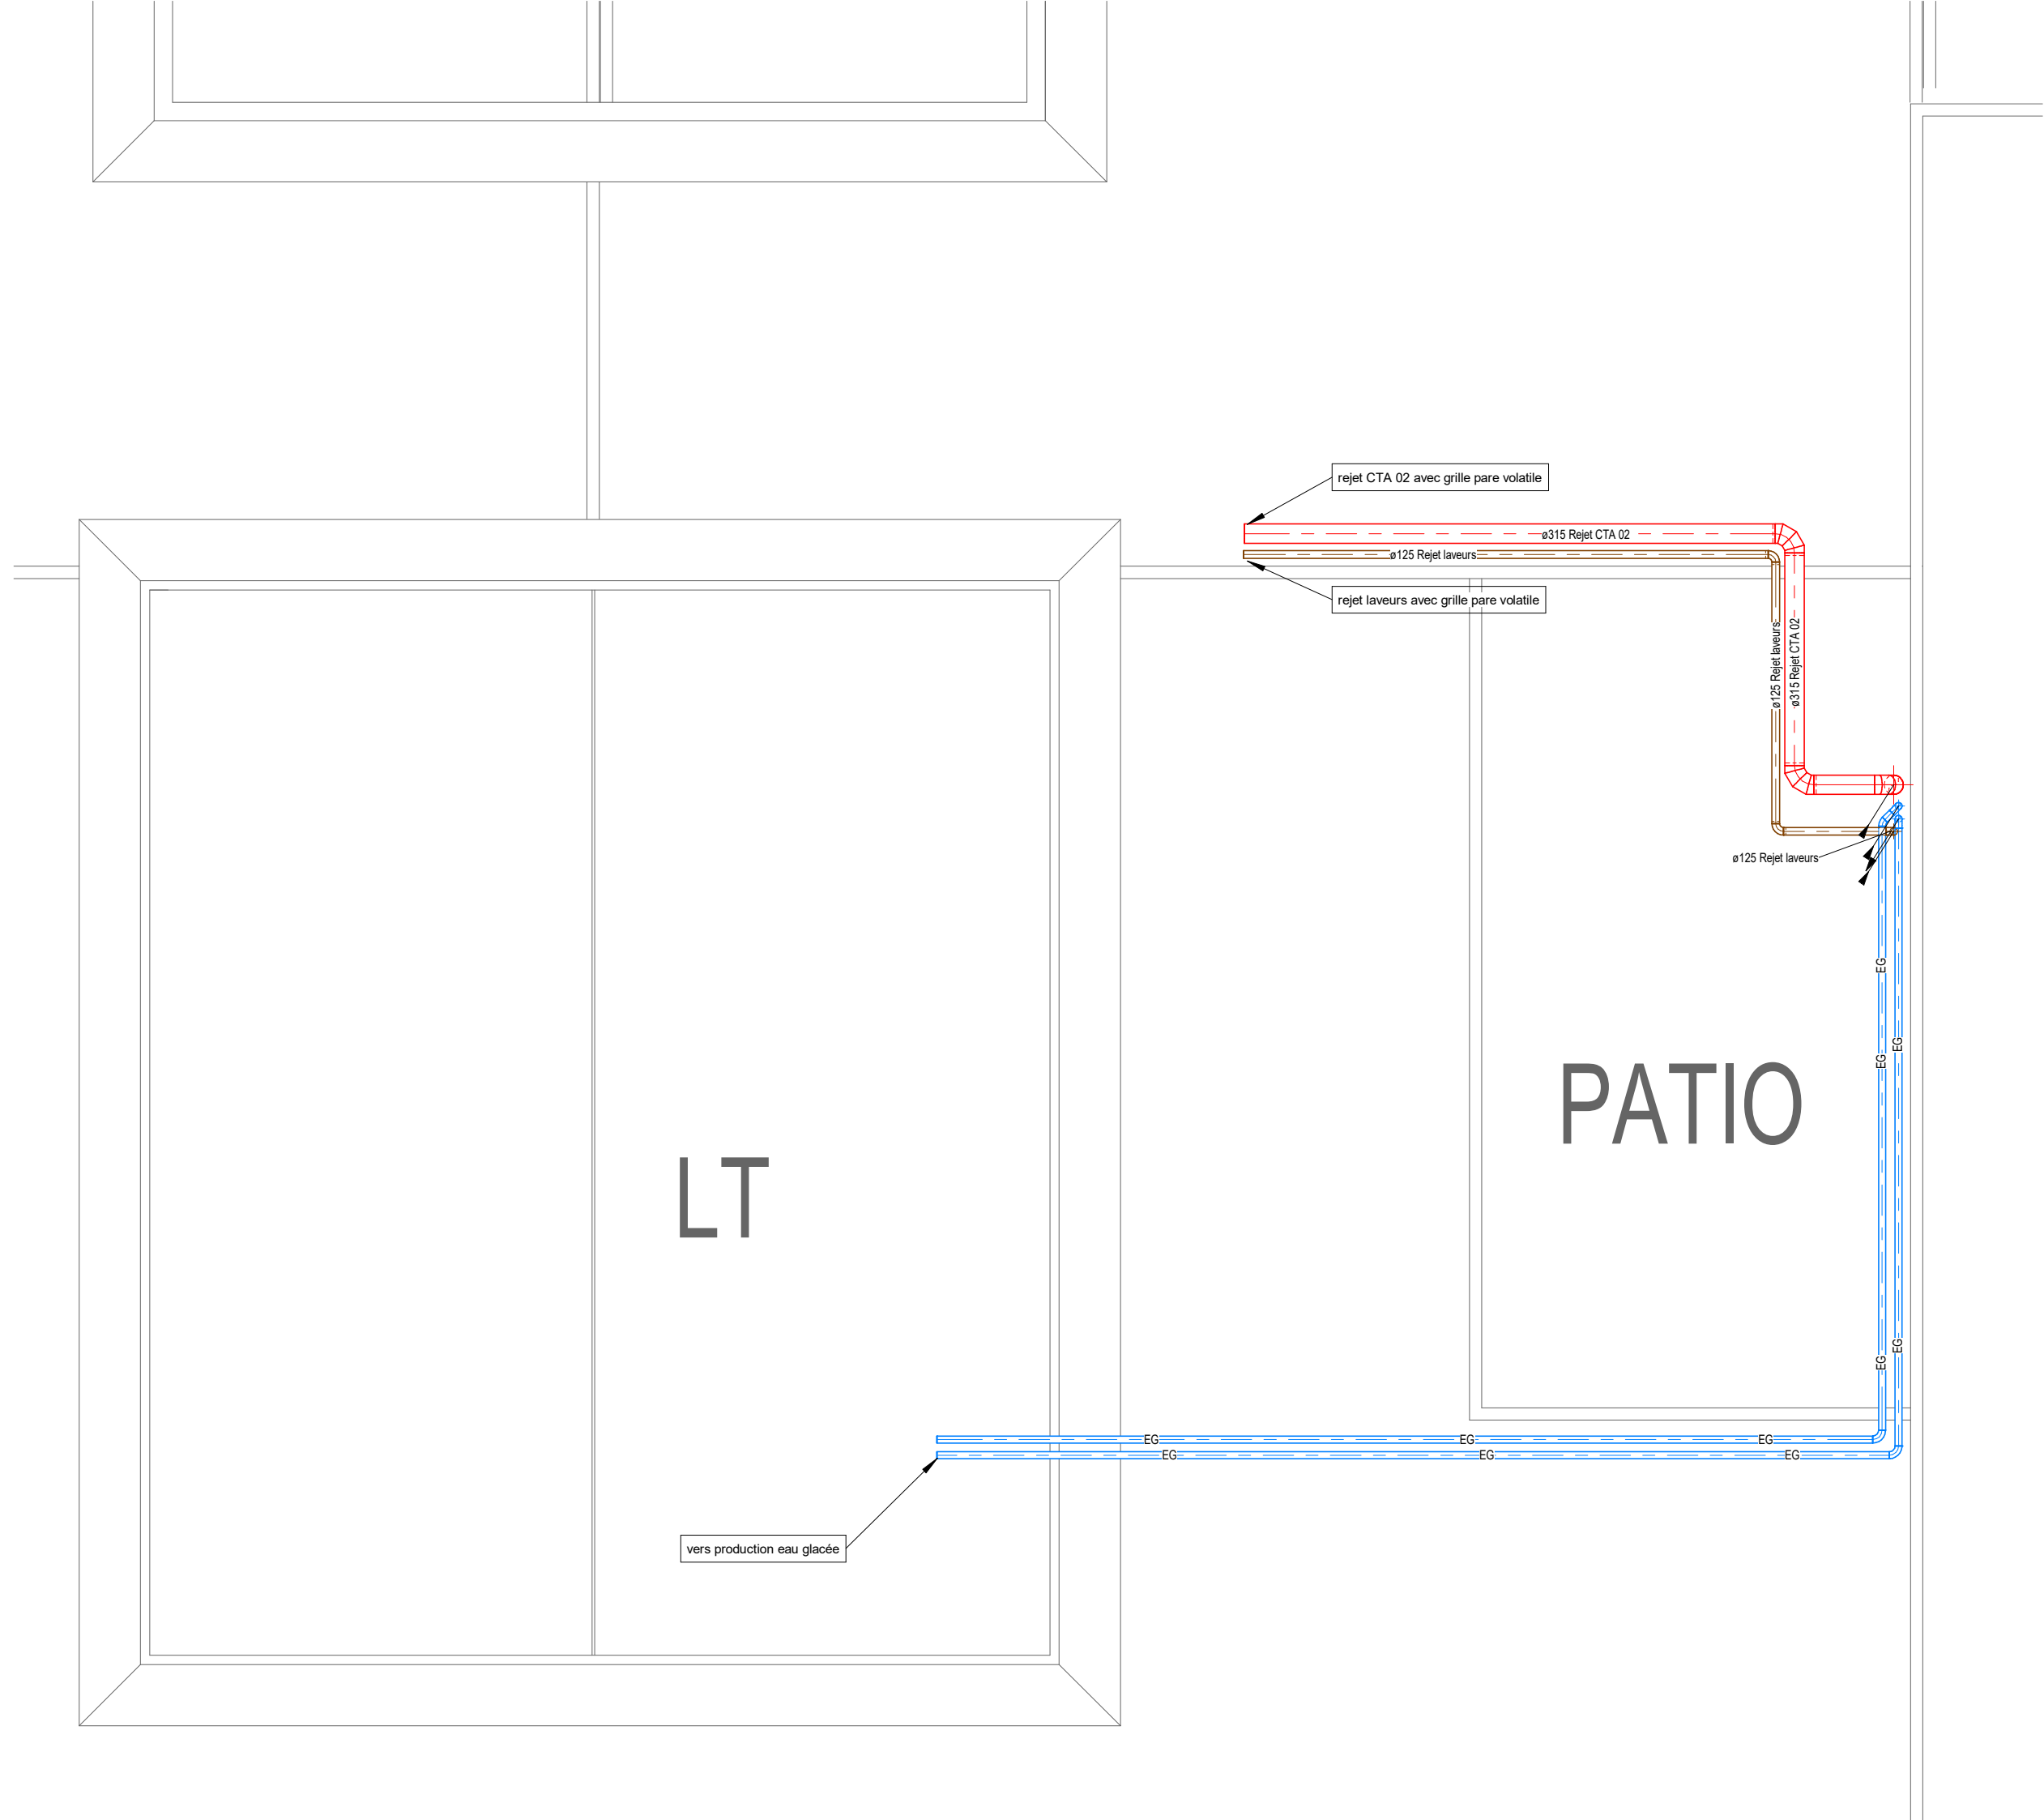 rejet CTA 02 avec grille pare volatile
ø315 Rejet CTA 02
ø125 Rejet laveurs
rejet laveurs avec grille pare volatile
ø125 Rejet laveurs
ø315 Rejet CTA 02
ø125 Rejet laveurs
EG
EG
EG
PATIO
LT
EG
EG
EG
EG
EG
EG
EG
EG
vers production eau glacée